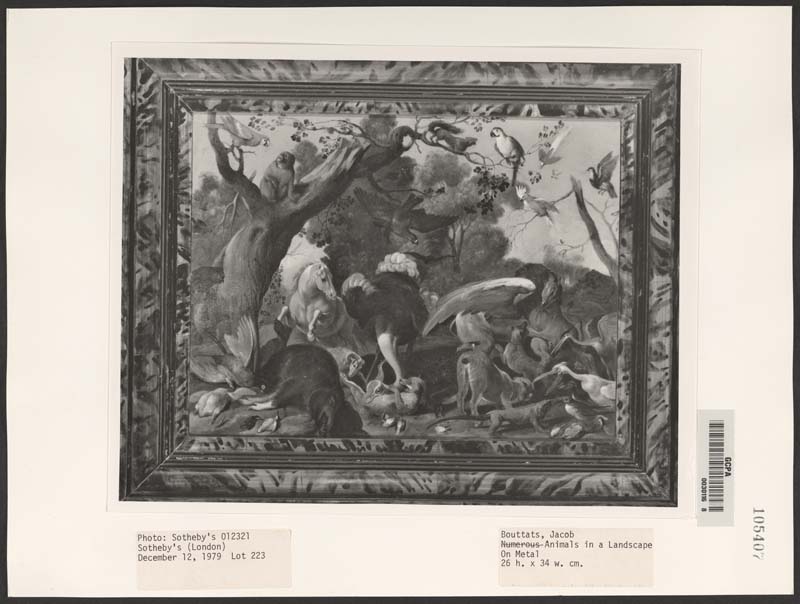 Photo: Sotheby's 012321
Sotheby's (London)
December 12, 1979 Lot 223
Bouttats, Jacob
Numerous Animals in a Landscape
On Metal
26 h. x 34 w. cm.
GCPA
0030116 8
105407